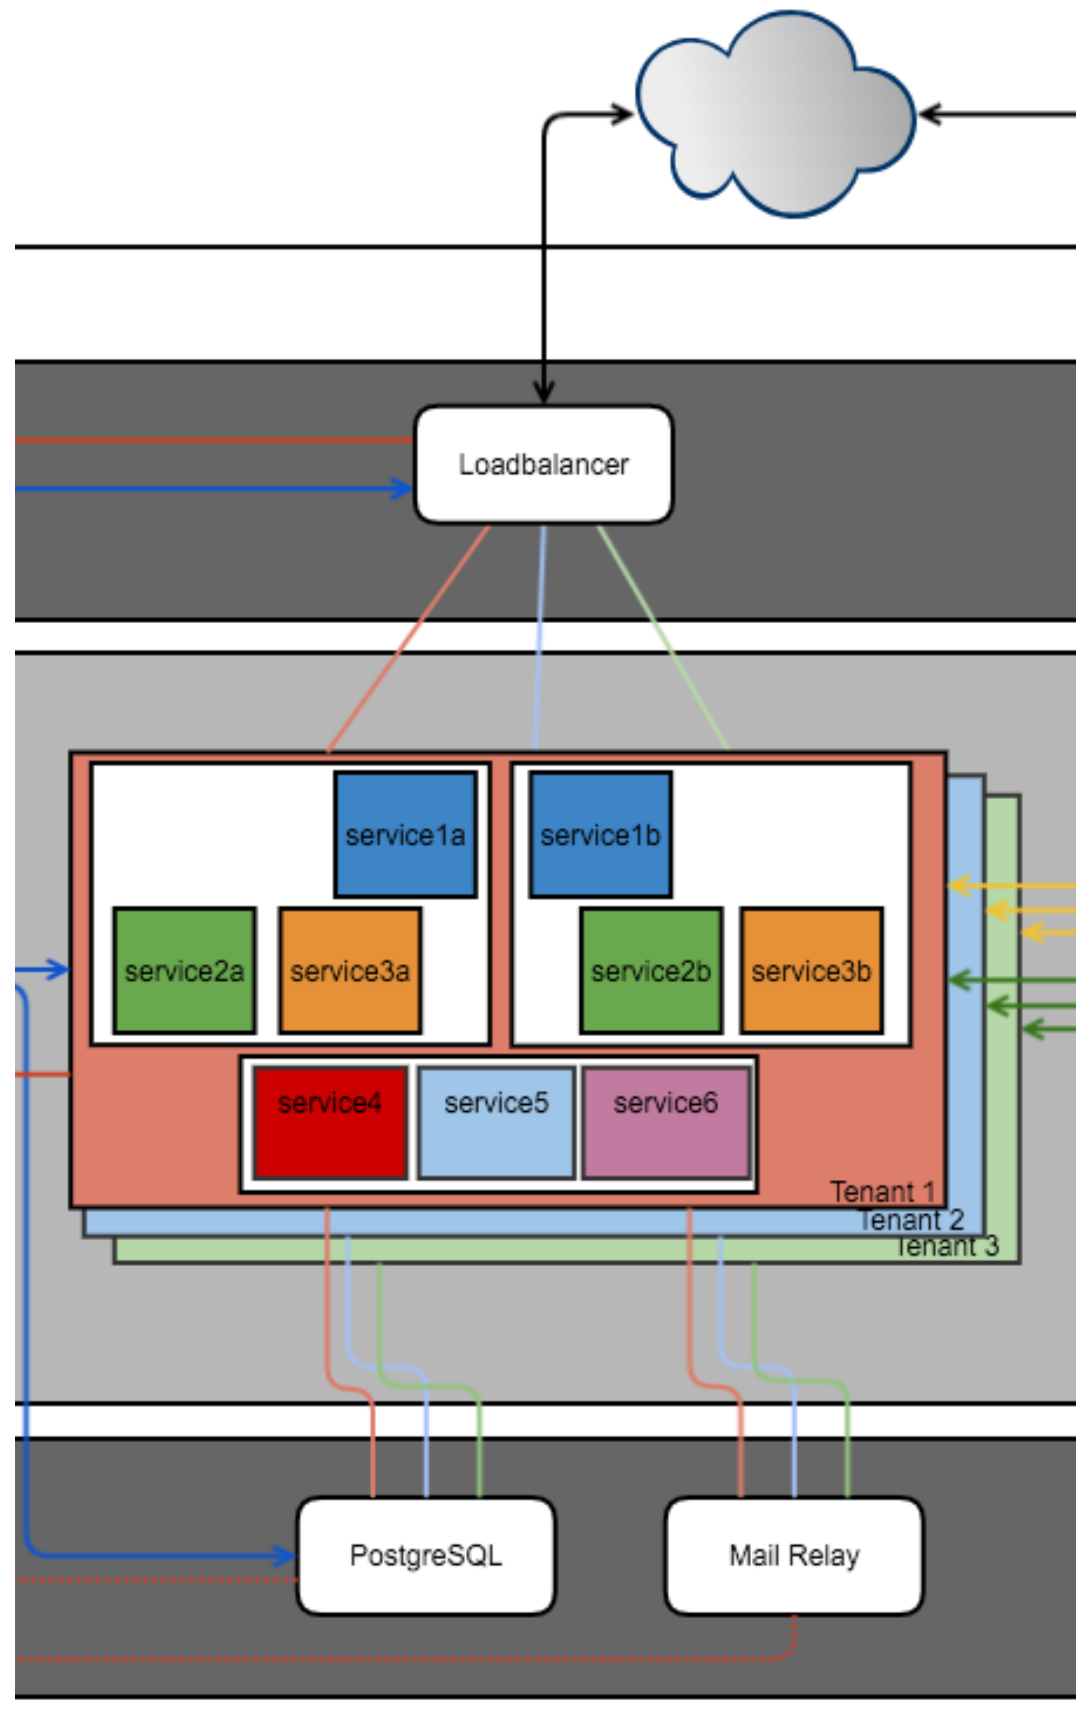 Loadbalancer
service1a
service1b
service2a
service3a
service2b
service3b
service4
service5
service6
Tenant 1
Tenant 2
Tenant 3
PostgreSQL
Mail Relay